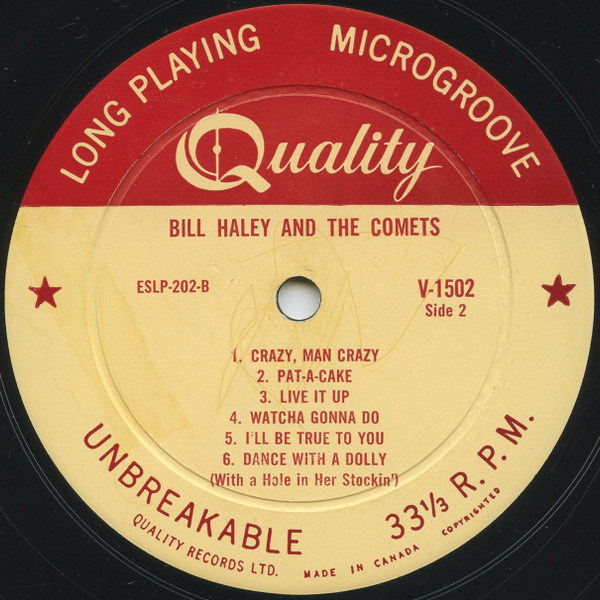 LONG PLAYING MICROGROOVE
Quality
BILL HALEY AND THE COMETS
ESLP-202-B
V-1502
Side 2
1. CRAZY, MAN CRAZY
2. PAT-A-CAKE
3. LIVE IT UP
4. WATCHA GONNA DO
5. I'LL BE TRUE TO YOU
6. DANCE WITH A DOLLY
(With a Hole in Her Stockin')
UNBREAKABLE
33⅓ R.P.M.
QUALITY RECORDS LTD. MADE IN CANADA COPYRIGHTED